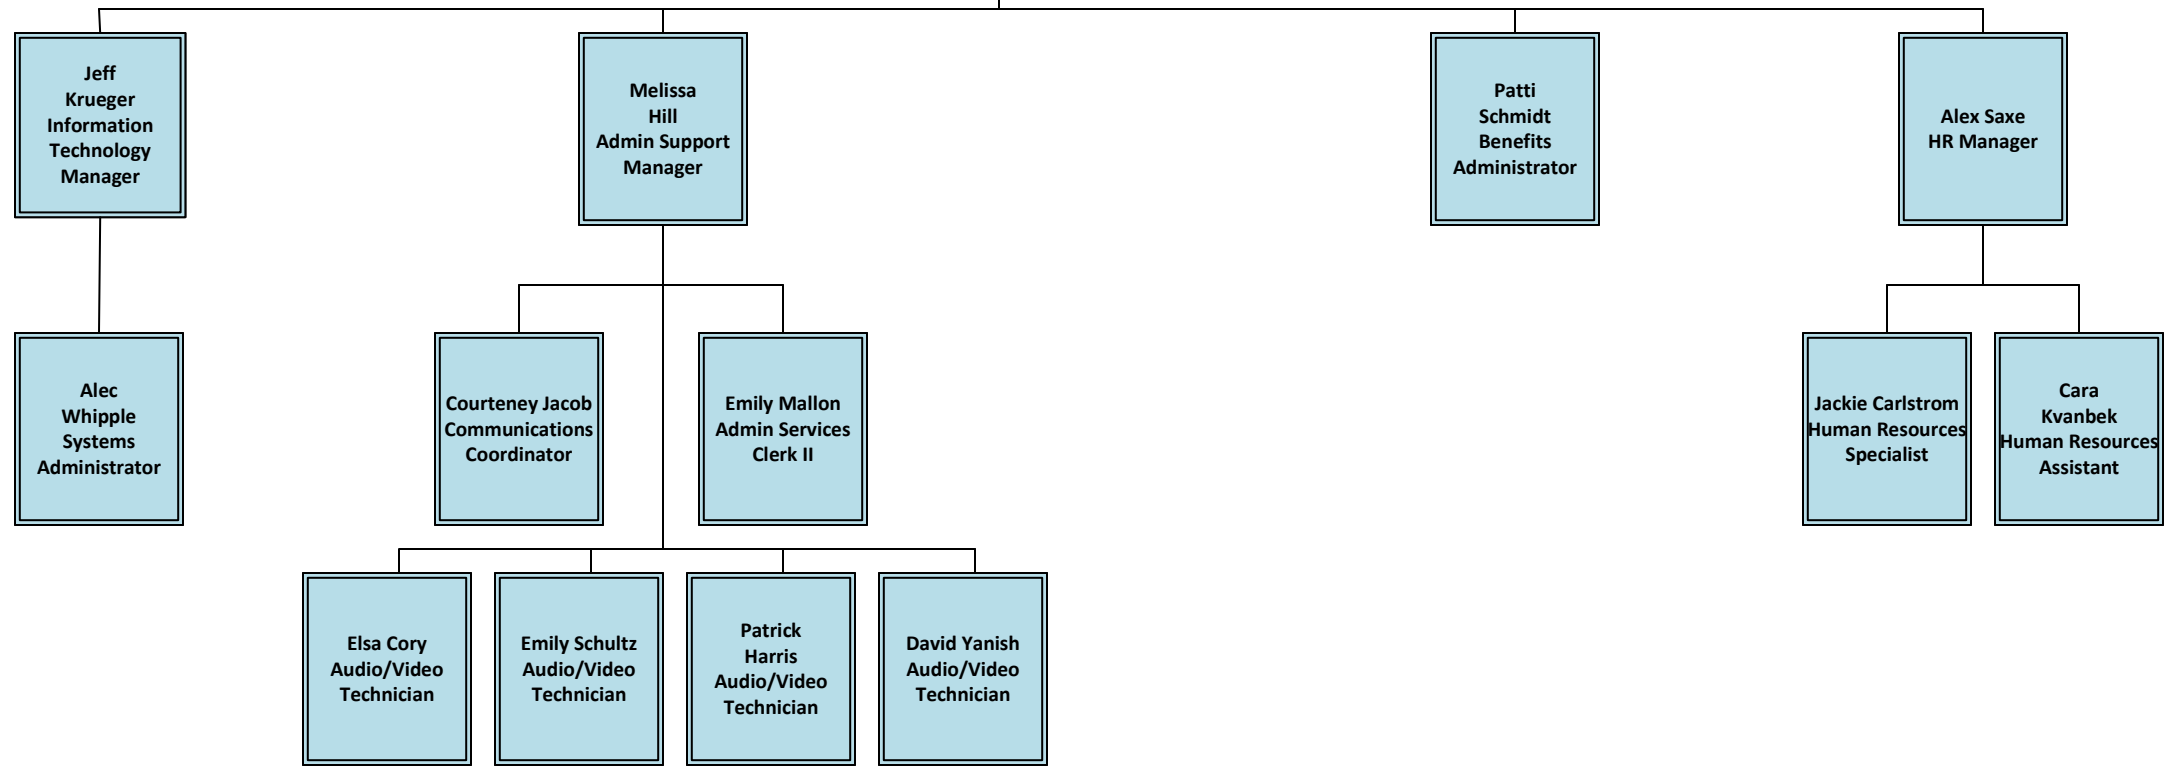 Jeff
Krueger
Information
Technology
Manager
Melissa
Hill
Admin Support
Manager
Patti
Schmidt
Benefits
Administrator
Alex Saxe
HR Manager
Alec
Whipple
Systems
Administrator
Courteney Jacob
Communications
Coordinator
Emily Mallon
Admin Services
Clerk II
Jackie Carlstrom
Human Resources
Specialist
Cara
Kvanbek
Human Resources
Assistant
Elsa Cory
Audio/Video
Technician
Emily Schultz
Audio/Video
Technician
Patrick
Harris
Audio/Video
Technician
David Yanish
Audio/Video
Technician